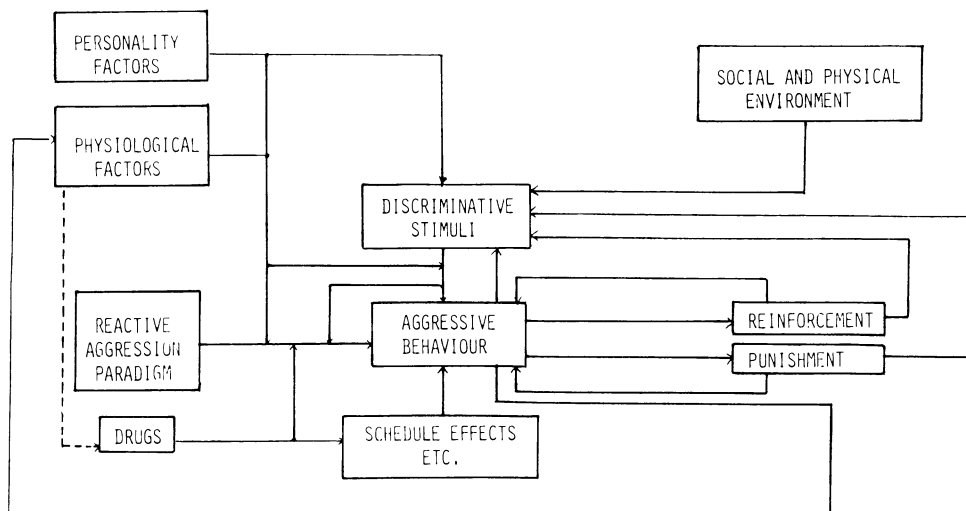 PERSONALITY
FACTORS
SOCIAL AND PHYSICAL
ENVIRONMENT
PHYSIOLOGICAL
FACTORS
DISCRIMINATIVE
STIMULI
REACTIVE
AGGRESSION
PARADIGM
AGGRESSIVE
BEHAVIOUR
REINFORCEMENT
PUNISHMENT
DRUGS
SCHEDULE EFFECTS
ETC.